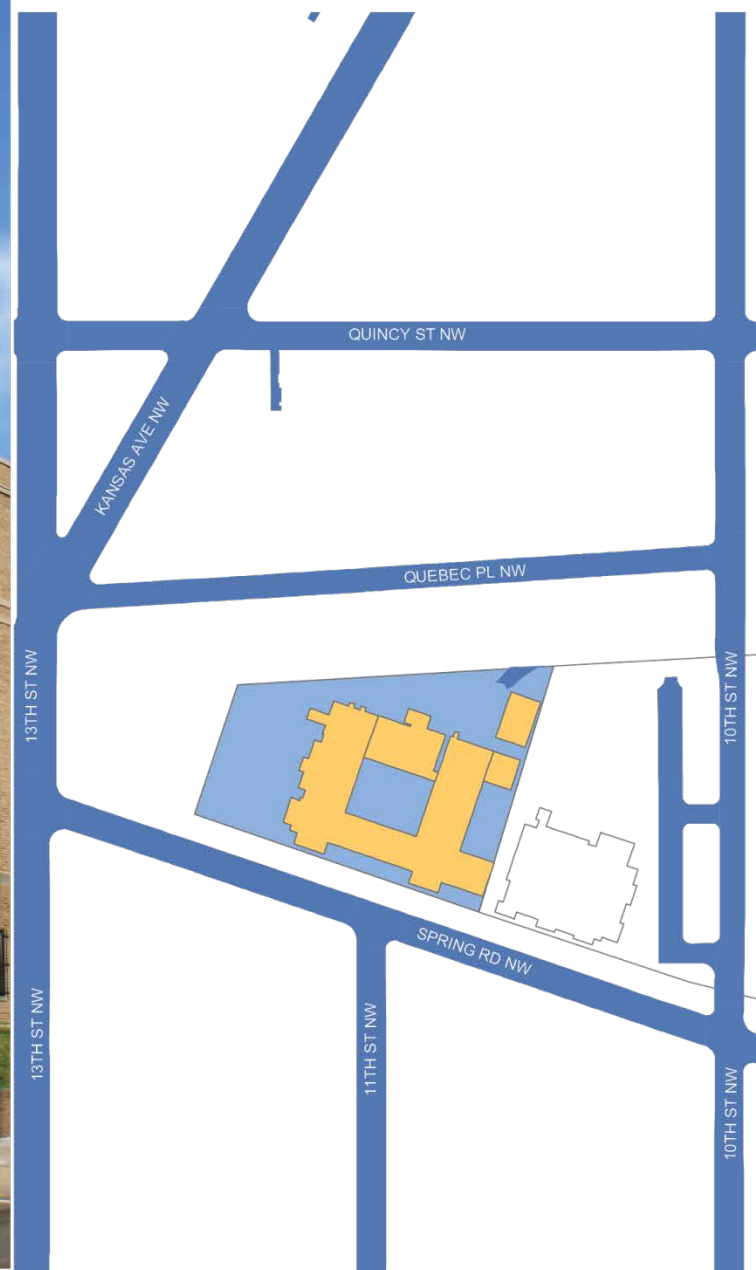 QUINCY ST NW
KANSAS AVE NW
QUEBEC PL NW
13TH ST NW
10TH ST NW
SPRING RD NW
13TH ST NW
11TH ST NW
10TH ST NW